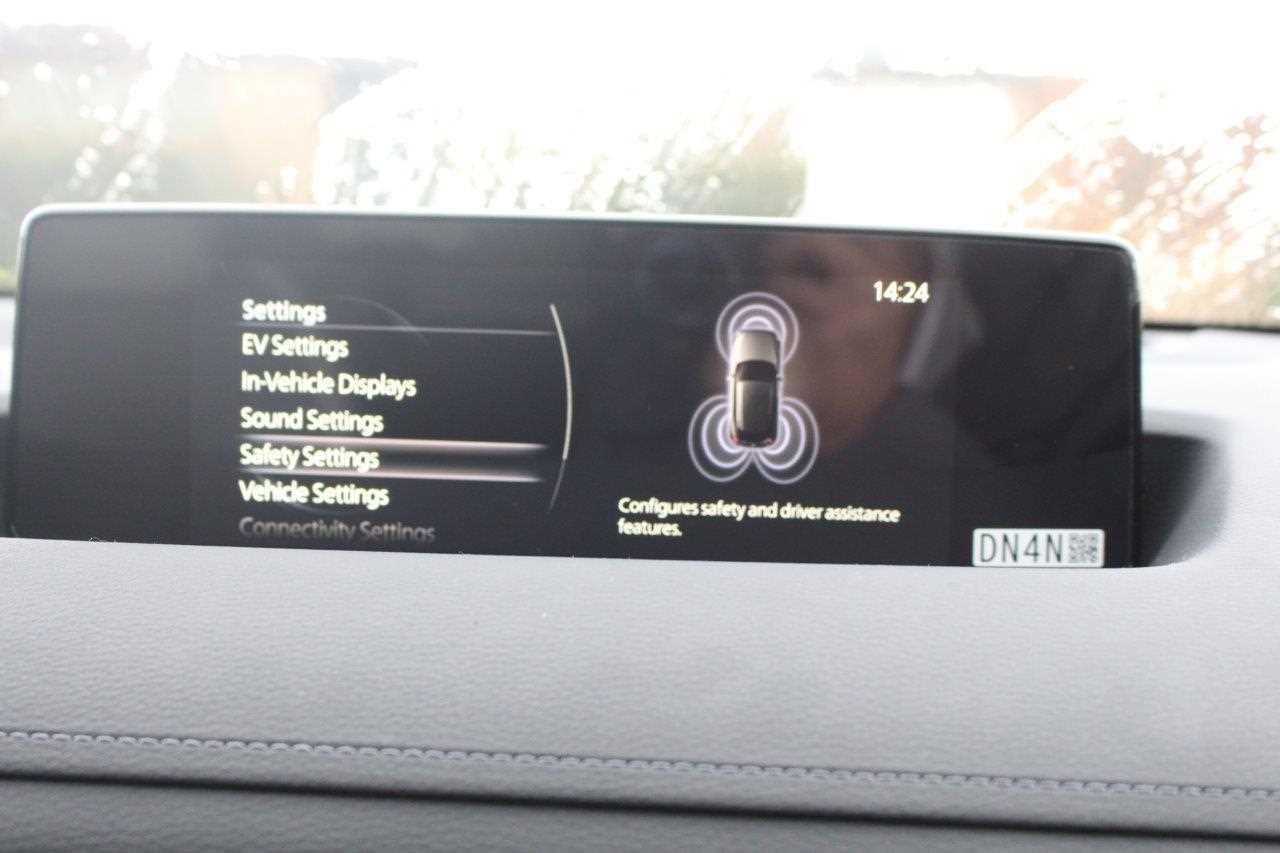 14:24
Settings
EV Settings
In-Vehicle Displays
Sound Settings
Safety Settings
Vehicle Settings
Connectivity Settings
Configures safety and driver assistance
features.
DN4N